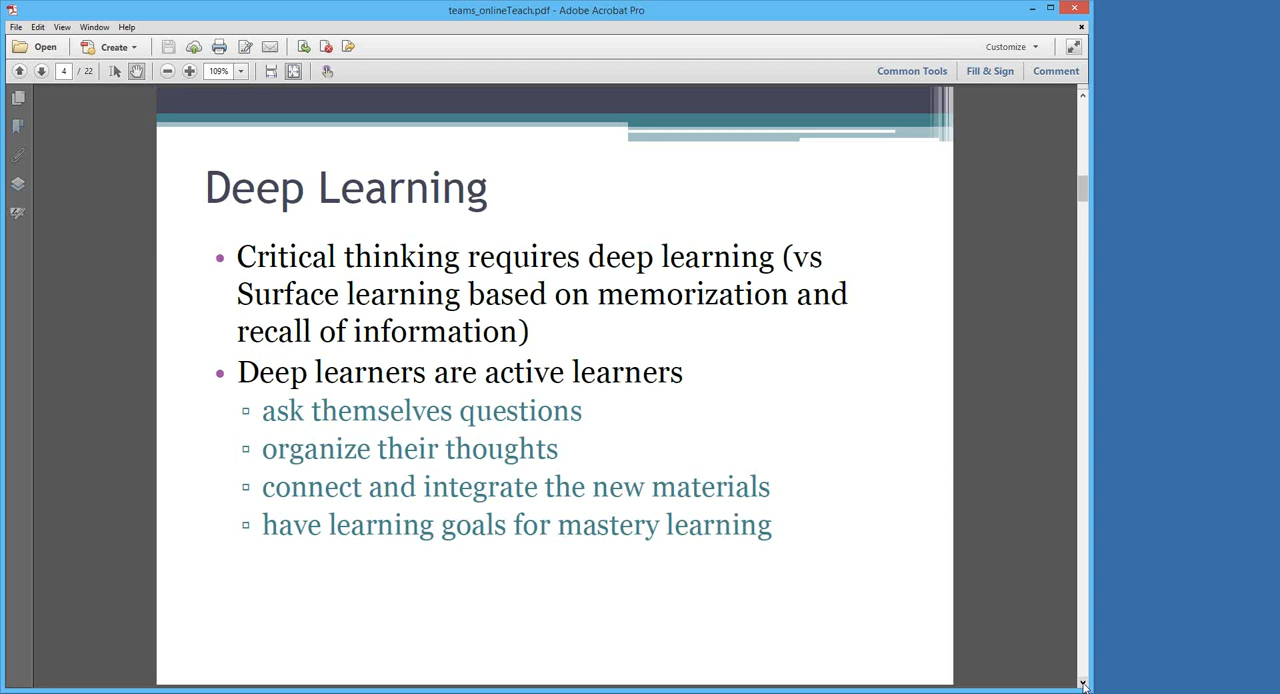 teams_onlineTeach.pdf - Adobe Acrobat Pro
File Edit View Window Help
Open Create Customize
4 / 22 109% Common Tools Fill & Sign Comment
Deep Learning
• Critical thinking requires deep learning (vs
Surface learning based on memorization and
recall of information)
• Deep learners are active learners
▫ ask themselves questions
▫ organize their thoughts
▫ connect and integrate the new materials
▫ have learning goals for mastery learning